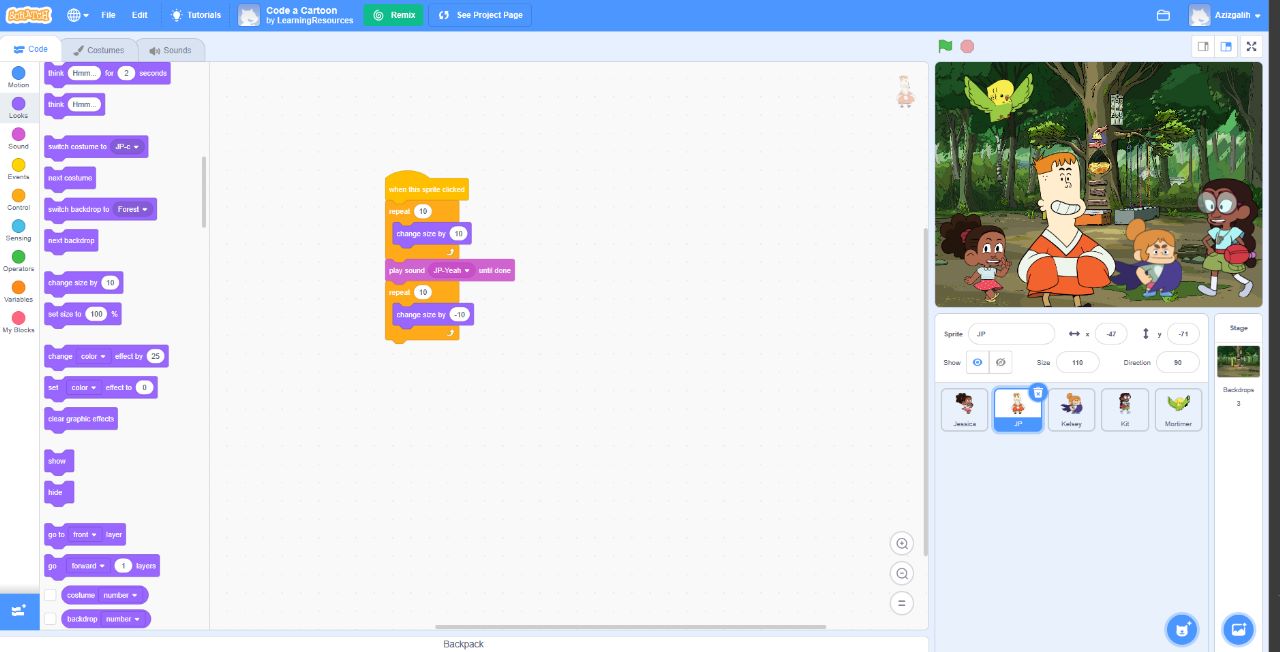 SCRATCH
File
Edit
Tutorials
Code a Cartoon
by LearningResources
Remix
See Project Page
Azizgalih
Code
Costumes
Sounds
Motion
Looks
Sound
Events
Control
Sensing
Operators
Variables
My Blocks
think Hmm... for 2 seconds
think Hmm...
switch costume to JP-c
next costume
switch backdrop to Forest
next backdrop
change size by 10
set size to 100 %
change color effect by 25
set color effect to 0
clear graphic effects
show
hide
go to front layer
go forward 1 layers
costume number
backdrop number
when this sprite clicked
repeat 10
change size by 10
play sound JP-Yeah until done
repeat 10
change size by -10
Backpack
Sprite JP x -47 y -71
Show Size 110 Direction 90
Jessica
JP
Kelsey
Kit
Mortimer
Stage
Backdrops
3